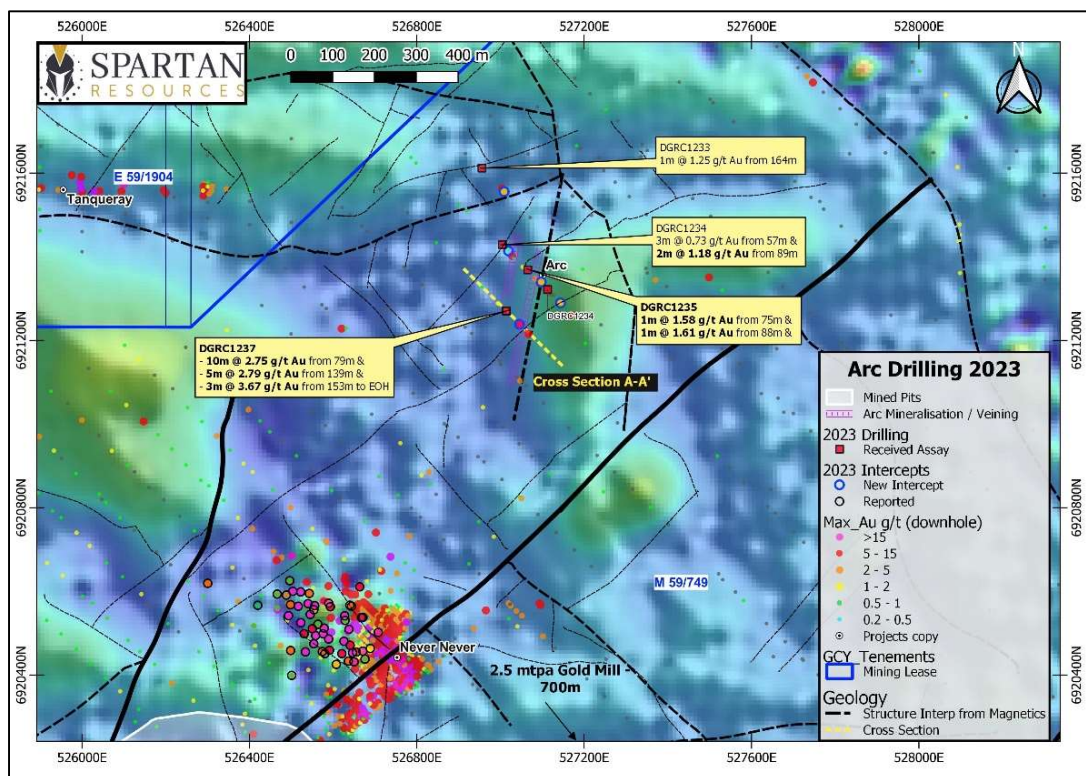 526000E 526400E 526800E 527200E 527600E 528000E
SPARTAN
RESOURCES
0 100 200 300 400 m
N
6921600N
6921600N
DGRC1233
1m @ 1.25 g/t Au from 164m
E 59/1904
Tanqueray
DGRC1234
3m @ 0.73 g/t Au from 57m &
2m @ 1.18 g/t Au from 89m
Arc
DGRC1234
DGRC1235
1m @ 1.58 g/t Au from 75m &
1m @ 1.61 g/t Au from 88m &
6921200N
6921200N
DGRC1237
- 10m @ 2.75 g/t Au from 79m &
- 5m @ 2.79 g/t Au from 139m &
- 3m @ 3.67 g/t Au from 153m to EOH
Cross Section A-A'
Arc Drilling 2023
Mined Pits
Arc Mineralisation / Veining
2023 Drilling
Received Assay
2023 Intercepts
New Intercept
Reported
Max_Au g/t (downhole)
>15
5 - 15
2 - 5
1 - 2
0.5 - 1
0.2 - 0.5
Projects copy
GCY_Tenements
Mining Lease
Geology
Structure Interp from Magnetics
Cross Section
6920800N
6920800N
M 59/749
Never Never
2.5 mtpa Gold Mill -
700m
6920400N
6920400N
526000E 526400E 526800E 527200E 527600E 528000E